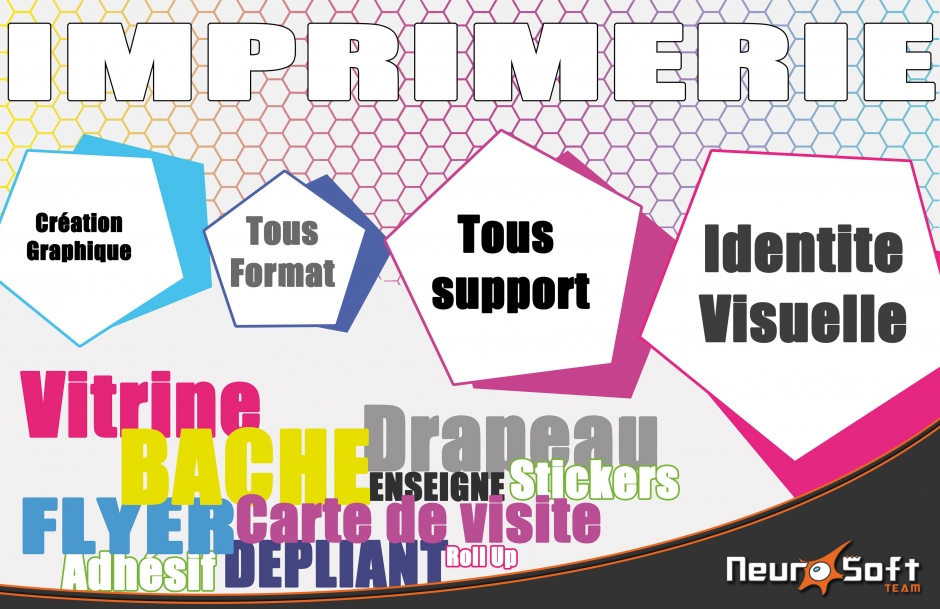 IMPRIMERIE
Création
Graphique
Tous
Format
Tous
support
Identite
Visuelle
Vitrine
Drapeau
BACHE
ENSEIGNE
Stickers
FLYER
Carte de visite
Adhésif
DEPLIANT
Roll Up
NeuroSoft
TEAM